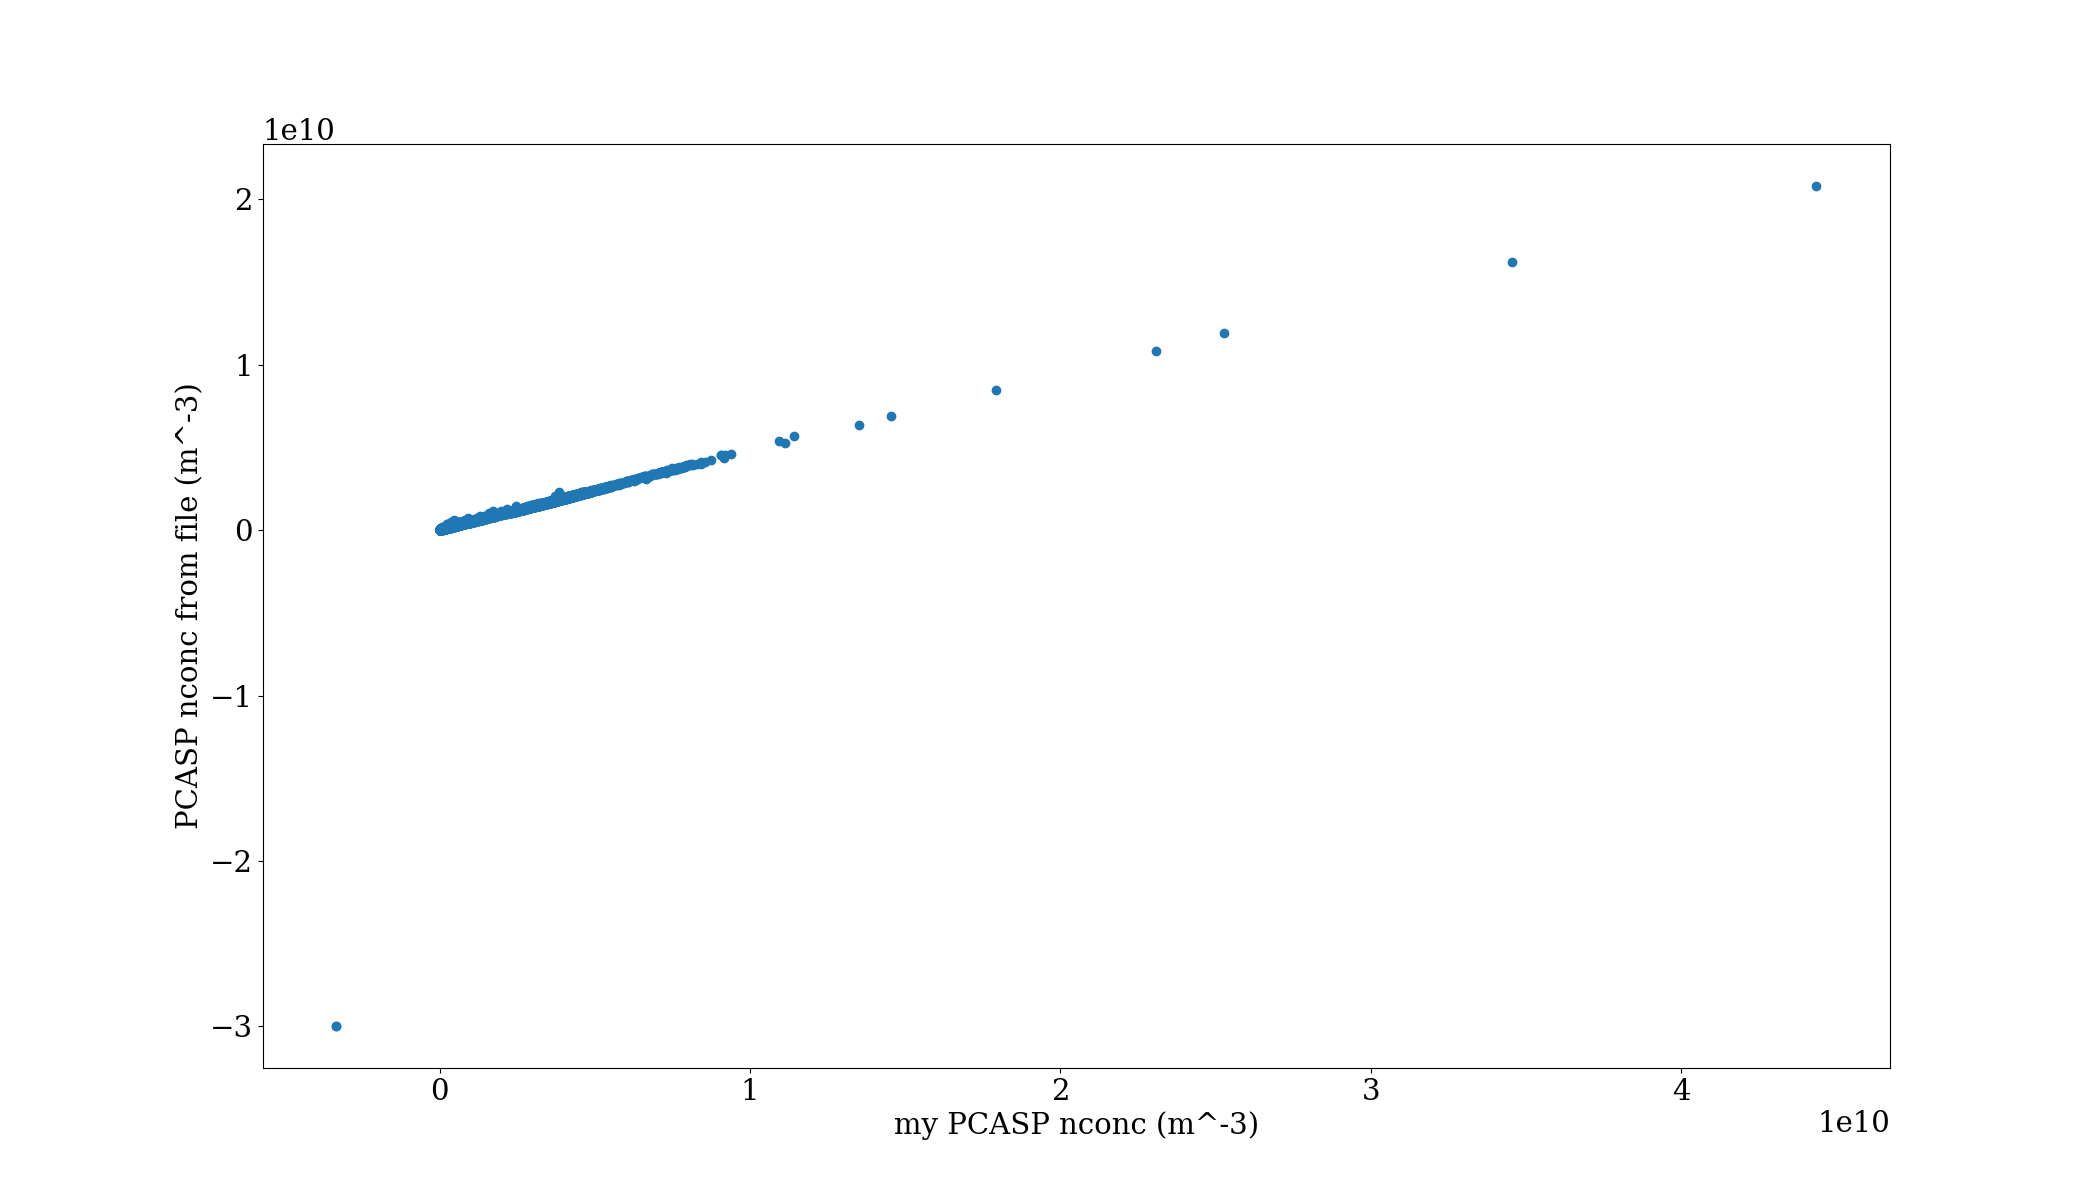 1e10
2
1
0
−1
−2
−3
PCASP nconc from file (m^-3)
0 1 2 3 4
my PCASP nconc (m^-3)
1e10